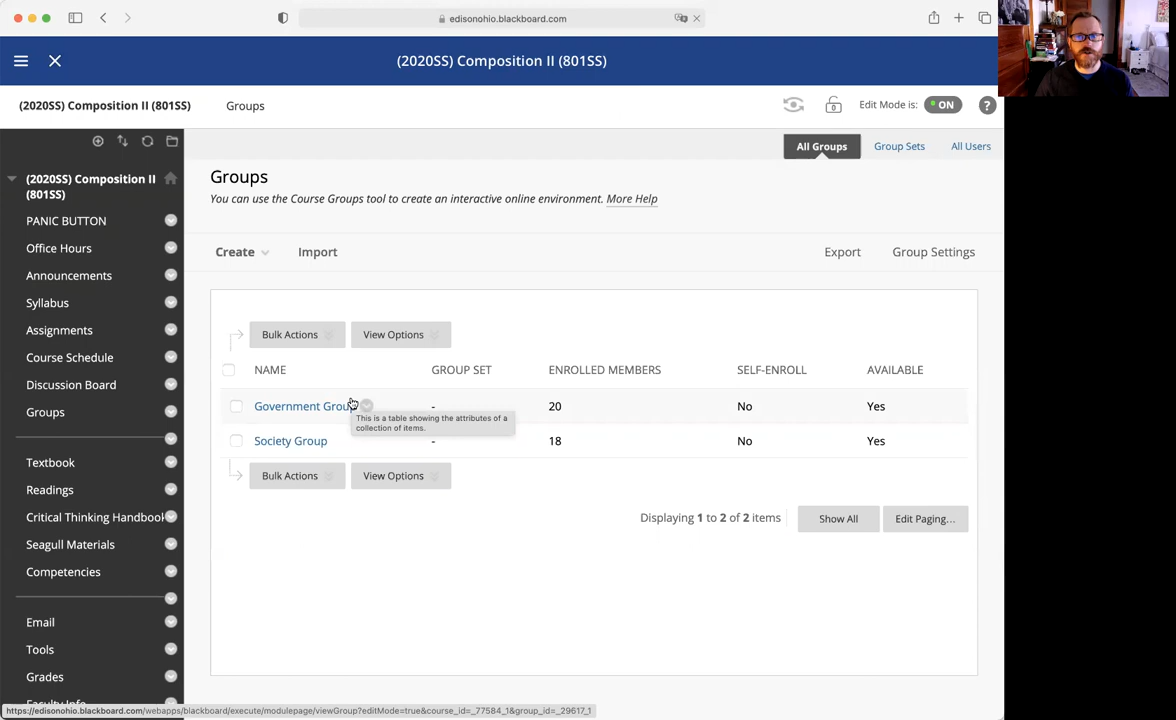 edisonohio.blackboard.com
(2020SS) Composition II (801SS)
(2020SS) Composition II (801SS)
Groups
Edit Mode is:
ON
?
All Groups
Group Sets
All Users
(2020SS) Composition II
(801SS)
PANIC BUTTON
Office Hours
Announcements
Syllabus
Assignments
Course Schedule
Discussion Board
Groups
Textbook
Readings
Critical Thinking Handbook
Seagull Materials
Competencies
Email
Tools
Grades
Faculty Info
Groups
You can use the Course Groups tool to create an interactive online environment. More Help
Create
Import
Export
Group Settings
Bulk Actions
View Options
NAME
GROUP SET
ENROLLED MEMBERS
SELF-ENROLL
AVAILABLE
Government Group
-
20
No
Yes
This is a table showing the attributes of a
collection of items.
Society Group
-
18
No
Yes
Bulk Actions
View Options
Displaying 1 to 2 of 2 items
Show All
Edit Paging...
https://edisonohio.blackboard.com/webapps/blackboard/execute/modulepage/viewGroup?editMode=true&course_id=_77584_1&group_id=_29617_1